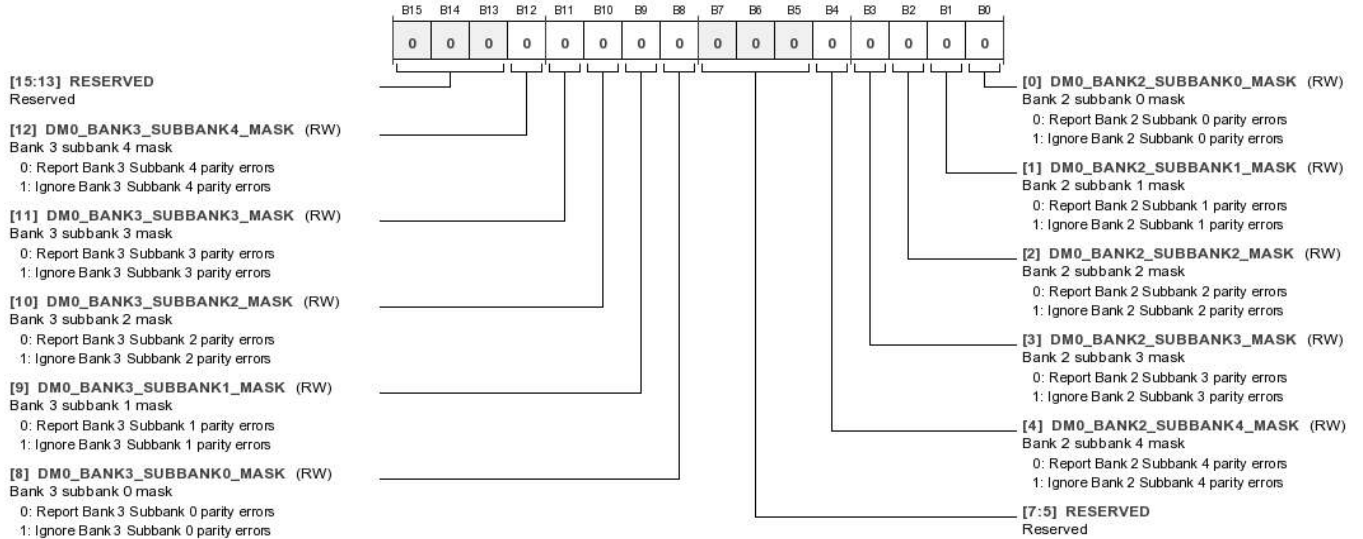 B15 B14 B13 B12 B11 B10 B9 B8 B7 B6 B5 B4 B3 B2 B1 B0
0 0 0 0 0 0 0 0 0 0 0 0 0 0 0 0
[15:13] RESERVED
Reserved
[12] DM0_BANK3_SUBBANK4_MASK (RW)
Bank 3 subbank 4 mask
0: Report Bank 3 Subbank 4 parity errors
1: Ignore Bank 3 Subbank 4 parity errors
[11] DM0_BANK3_SUBBANK3_MASK (RW)
Bank 3 subbank 3 mask
0: Report Bank 3 Subbank 3 parity errors
1: Ignore Bank 3 Subbank 3 parity errors
[10] DM0_BANK3_SUBBANK2_MASK (RW)
Bank 3 subbank 2 mask
0: Report Bank 3 Subbank 2 parity errors
1: Ignore Bank 3 Subbank 2 parity errors
[9] DM0_BANK3_SUBBANK1_MASK (RW)
Bank 3 subbank 1 mask
0: Report Bank 3 Subbank 1 parity errors
1: Ignore Bank 3 Subbank 1 parity errors
[8] DM0_BANK3_SUBBANK0_MASK (RW)
Bank 3 subbank 0 mask
0: Report Bank 3 Subbank 0 parity errors
1: Ignore Bank 3 Subbank 0 parity errors
[0] DM0_BANK2_SUBBANK0_MASK (RW)
Bank 2 subbank 0 mask
0: Report Bank 2 Subbank 0 parity errors
1: Ignore Bank 2 Subbank 0 parity errors
[1] DM0_BANK2_SUBBANK1_MASK (RW)
Bank 2 subbank 1 mask
0: Report Bank 2 Subbank 1 parity errors
1: Ignore Bank 2 Subbank 1 parity errors
[2] DM0_BANK2_SUBBANK2_MASK (RW)
Bank 2 subbank 2 mask
0: Report Bank 2 Subbank 2 parity errors
1: Ignore Bank 2 Subbank 2 parity errors
[3] DM0_BANK2_SUBBANK3_MASK (RW)
Bank 2 subbank 3 mask
0: Report Bank 2 Subbank 3 parity errors
1: Ignore Bank 2 Subbank 3 parity errors
[4] DM0_BANK2_SUBBANK4_MASK (RW)
Bank 2 subbank 4 mask
0: Report Bank 2 Subbank 4 parity errors
1: Ignore Bank 2 Subbank 4 parity errors
[7:5] RESERVED
Reserved